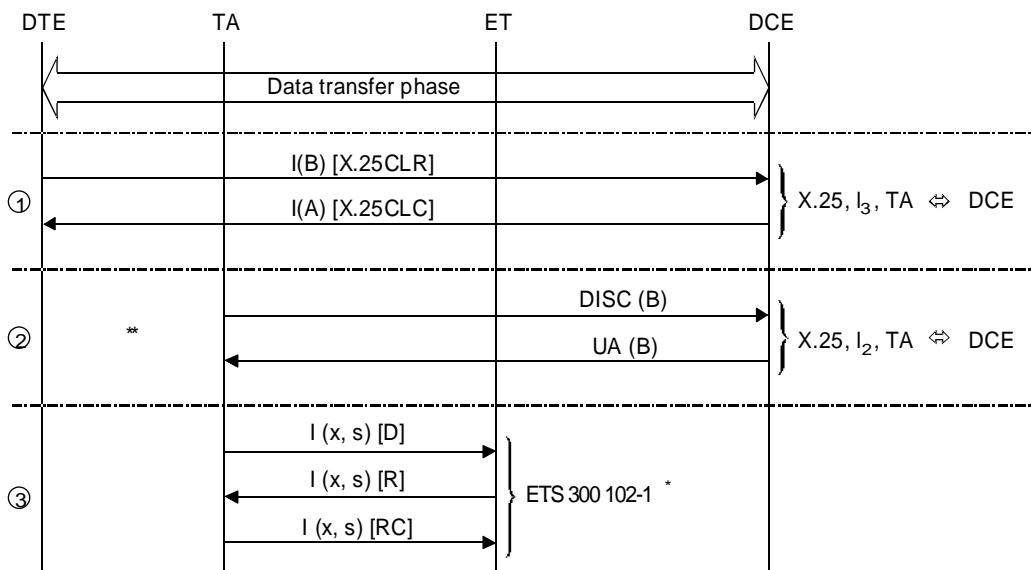 DTE TA ET DCE
Data transfer phase
I(B) [X.25CLR]
1 I(A) [X.25CLC] X.25, I3, TA ⇔ DCE
DISC (B)
2 ** X.25, I2, TA ⇔ DCE
UA (B)
I (x, s) [D]
3 I (x, s) [R] ETS 300 102-1 *
I (x, s) [RC]